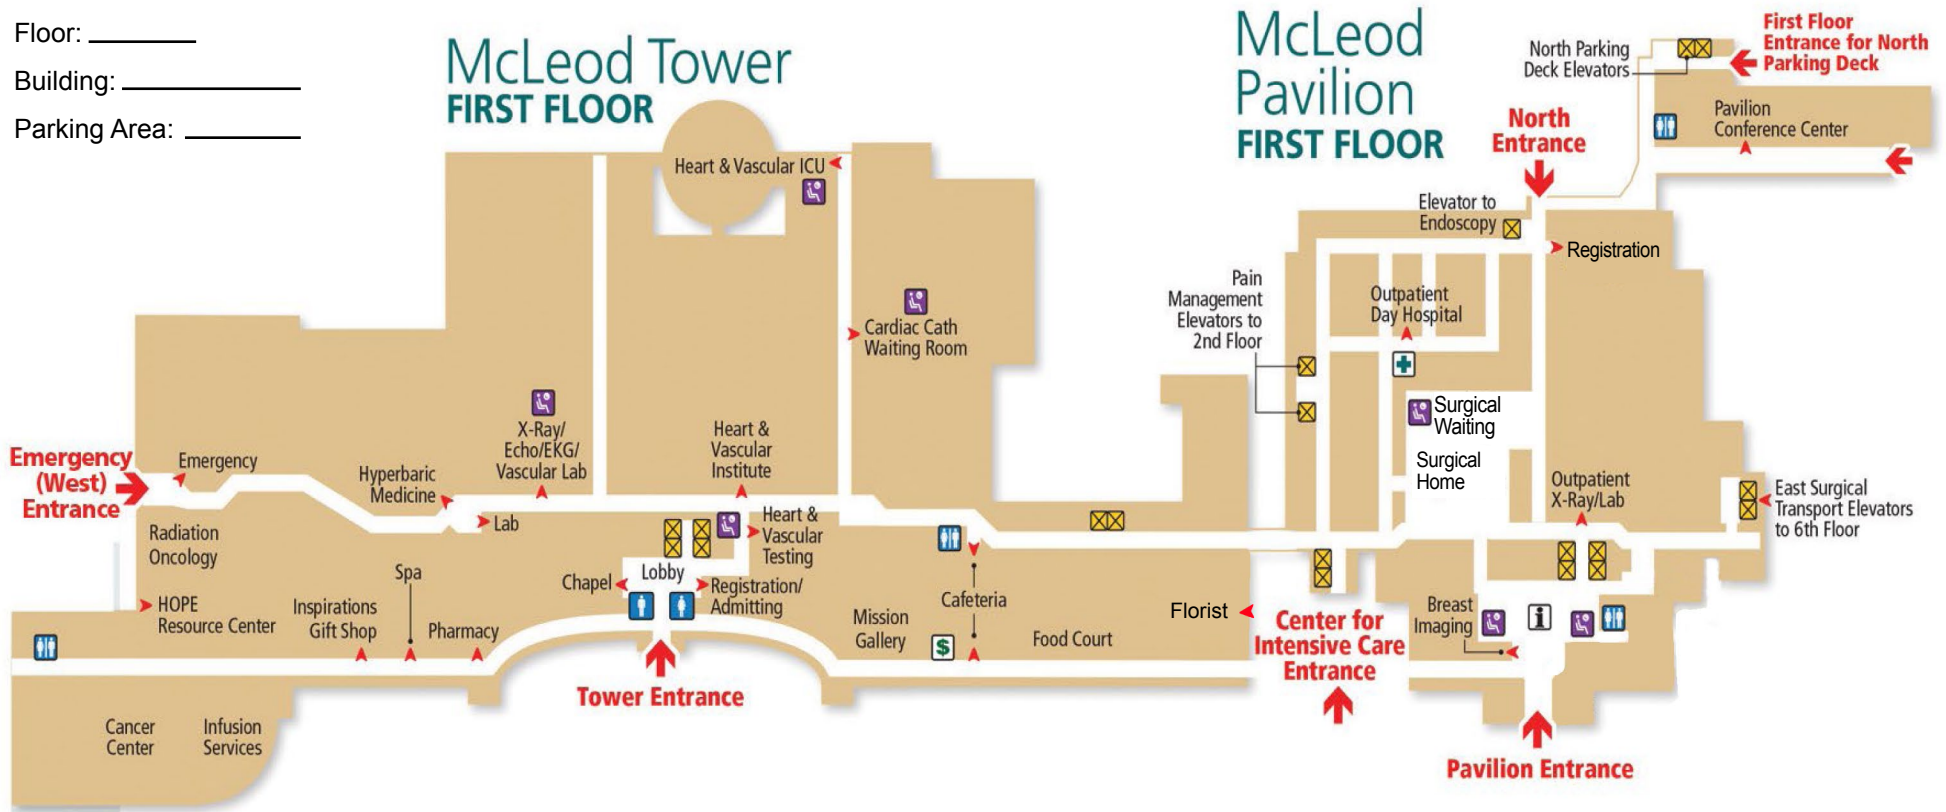 Floor:
Building:
Parking Area:
McLeod Tower
FIRST FLOOR
McLeod
Pavilion
FIRST FLOOR
First Floor
Entrance for North
Parking Deck
North Parking
Deck Elevators
Pavilion
Conference Center
North
Entrance
Heart & Vascular ICU
Elevator to
Endoscopy
Registration
Pain
Management
Elevators to
2nd Floor
Outpatient
Day Hospital
Cardiac Cath
Waiting Room
Surgical
Waiting
Surgical
Home
X-Ray/
Echo/EKG/
Vascular Lab
Heart &
Vascular
Institute
Emergency
(West)
Entrance
Emergency
Hyperbaric
Medicine
Lab
Heart &
Vascular
Testing
Outpatient
X-Ray/Lab
East Surgical
Transport Elevators
to 6th Floor
Radiation
Oncology
HOPE
Resource Center
Inspirations
Gift Shop
Spa
Pharmacy
Chapel
Lobby
Registration/
Admitting
Mission
Gallery
$
Cafeteria
Food Court
Florist
Center for
Intensive Care
Entrance
Breast
Imaging
i
Tower Entrance
Cancer
Center
Infusion
Services
Pavilion Entrance